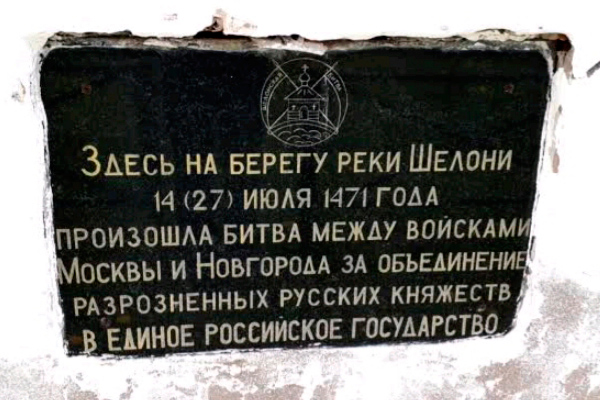 Здесь на берегу реки Шелони
14 (27) июля 1471 года
произошла битва между войсками
Москвы и Новгорода за объединение
разрозненных русских княжеств
в единое Российское государство